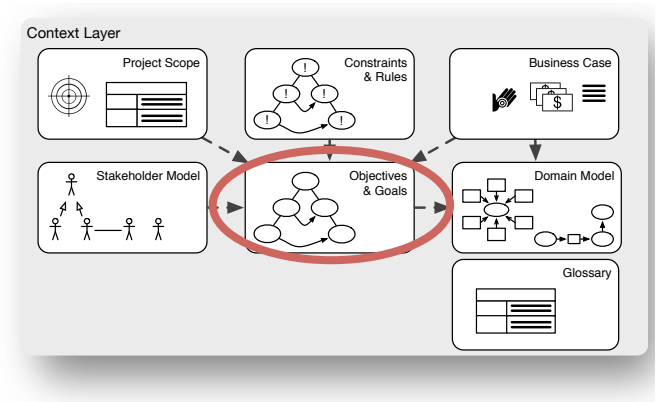 Context Layer
Project Scope
Constraints
& Rules
! 
! !
! !
Business Case
$
Stakeholder Model
Objectives
& Goals
Domain Model
Glossary